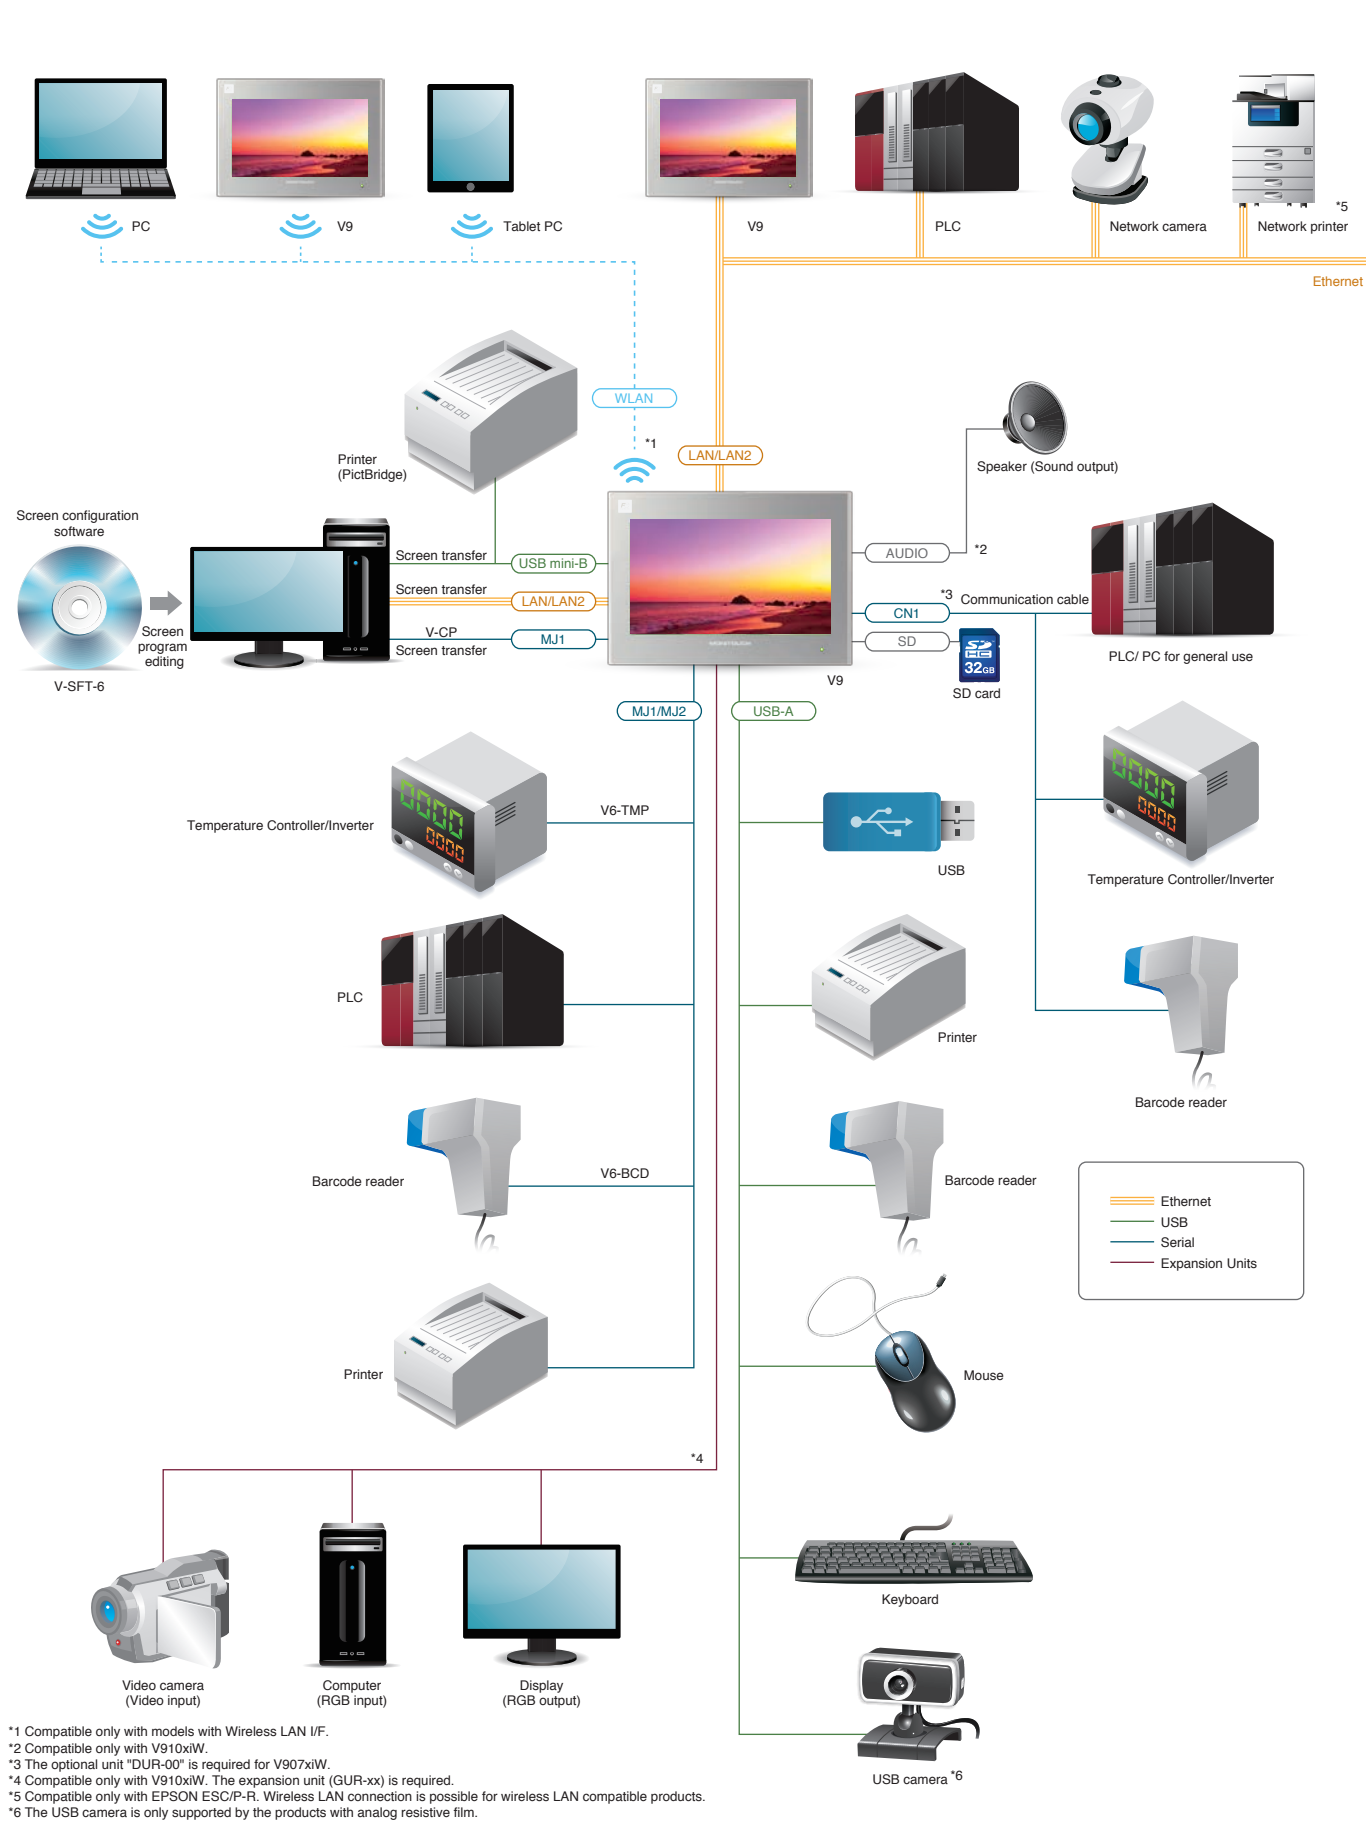 PC
V9
Tablet PC
V9
PLC
Network camera
*5
Network printer
Ethernet
WLAN
*1
LAN/LAN2
Printer
(PictBridge)
Speaker (Sound output)
Screen configuration
software
Screen
program
editing
V-SFT-6
Screen transfer
USB mini-B
Screen transfer
LAN/LAN2
V-CP
Screen transfer
MJ1
AUDIO
*2
CN1
*3
Communication cable
SD
32GB
SD card
V9
PLC/ PC for general use
MJ1/MJ2
USB-A
Temperature Controller/Inverter
0000
0000
V6-TMP
USB
0000
0000
Temperature Controller/Inverter
PLC
Printer
Barcode reader
Barcode reader
V6-BCD
Barcode reader
Ethernet
USB
Serial
Expansion Units
Printer
Mouse
*4
Keyboard
Video camera
(Video input)
Computer
(RGB input)
Display
(RGB output)
USB camera *6
*1 Compatible only with models with Wireless LAN I/F.
*2 Compatible only with V910xiW.
*3 The optional unit "DUR-00" is required for V907xiW.
*4 Compatible only with V910xiW. The expansion unit (GUR-xx) is required.
*5 Compatible only with EPSON ESC/P-R. Wireless LAN connection is possible for wireless LAN compatible products.
*6 The USB camera is only supported by the products with analog resistive film.